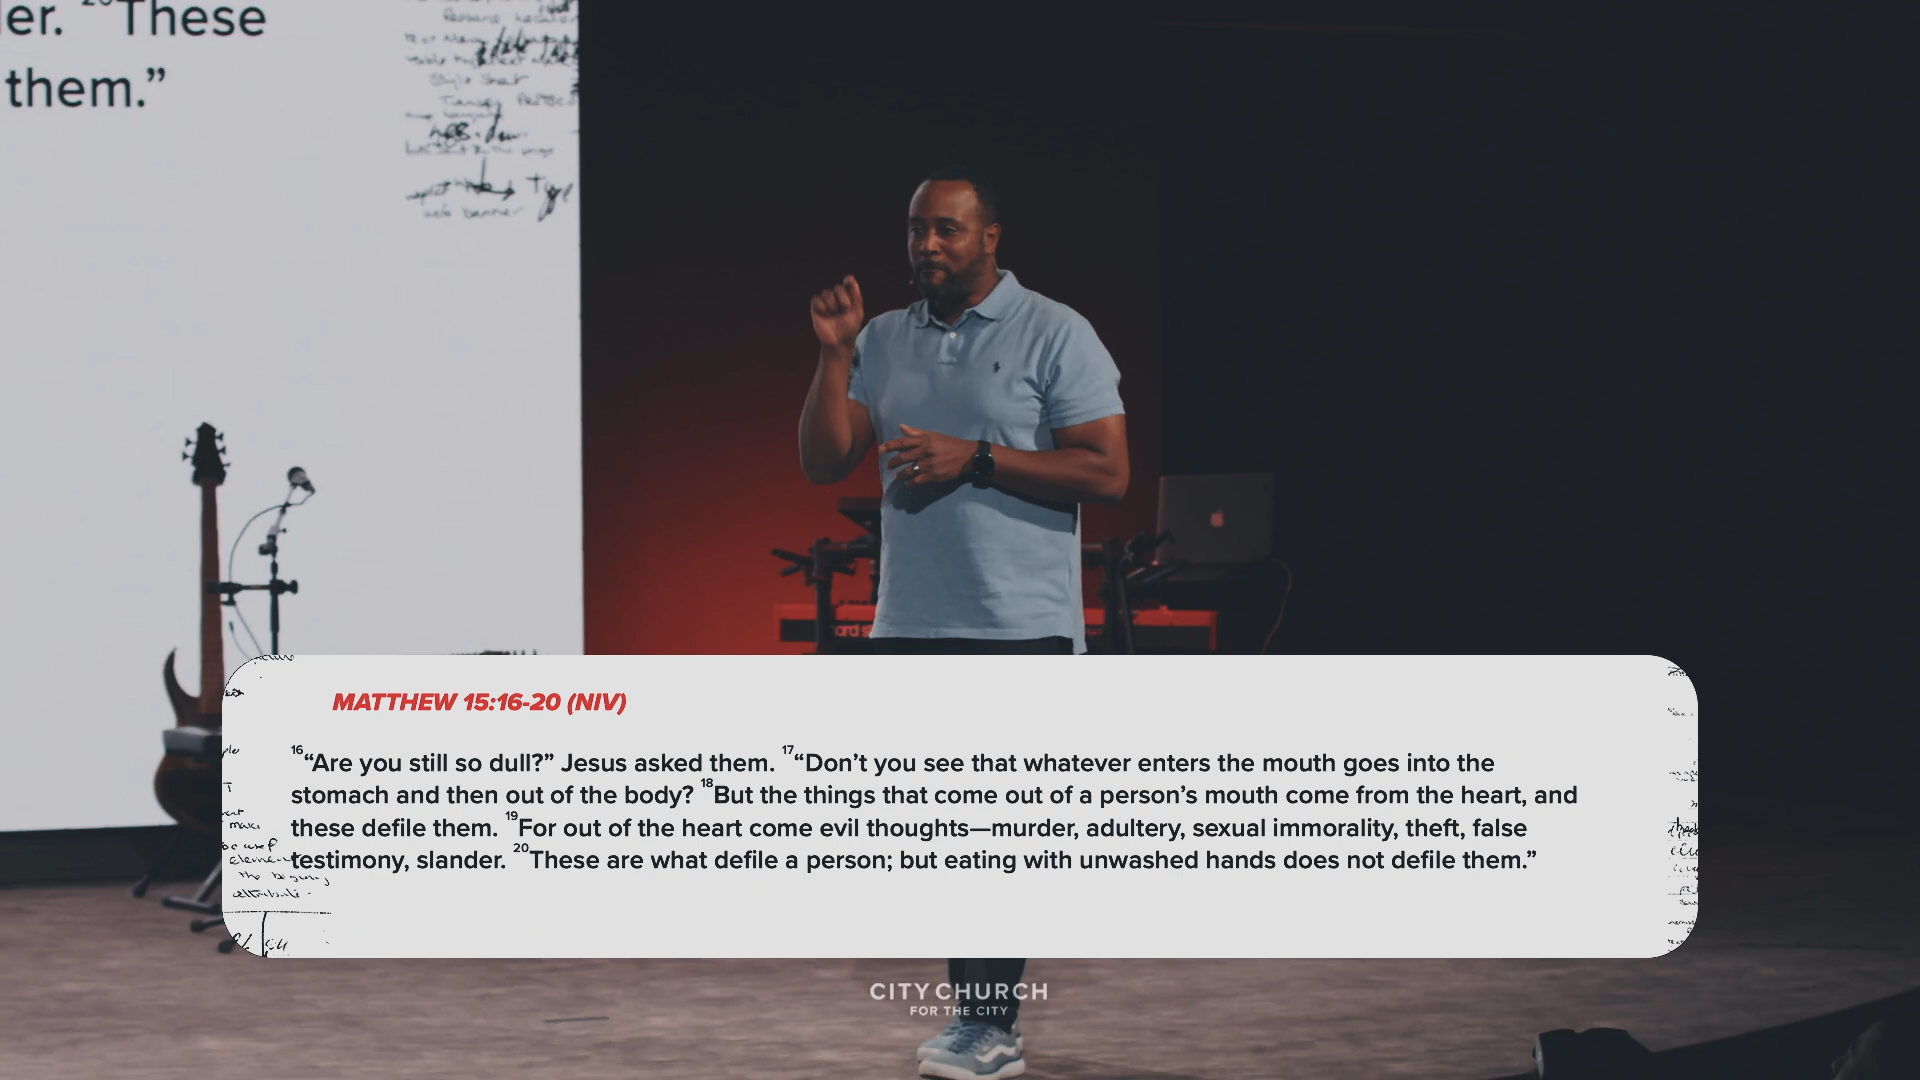 er. 20These
them.”
MATTHEW 15:16-20 (NIV)
16“Are you still so dull?” Jesus asked them. 17“Don’t you see that whatever enters the mouth goes into the
stomach and then out of the body? 18But the things that come out of a person’s mouth come from the heart, and
these defile them. 19For out of the heart come evil thoughts—murder, adultery, sexual immorality, theft, false
testimony, slander. 20These are what defile a person; but eating with unwashed hands does not defile them.”
CITY CHURCH
FOR THE CITY